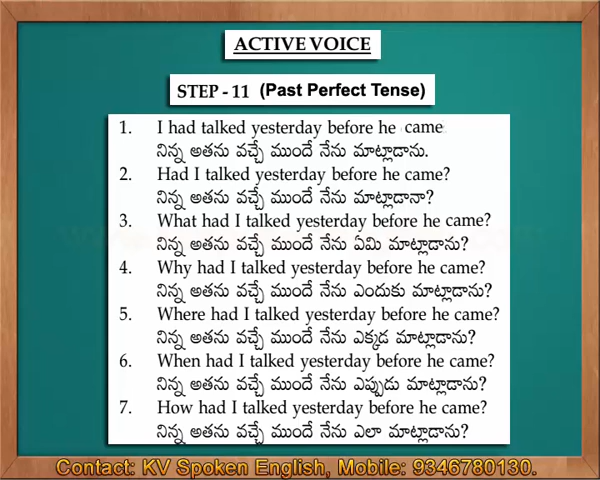 ACTIVE VOICE
STEP - 11 (Past Perfect Tense)
1. I had talked yesterday before he came
నిన్న అతను వచ్చే ముందే నేను మాట్లాడాను.
2. Had I talked yesterday before he came?
నిన్న అతను వచ్చే ముందే నేను మాట్లాడానా?
3. What had I talked yesterday before he came?
నిన్న అతను వచ్చే ముందే నేను ఏమి మాట్లాడాను?
4. Why had I talked yesterday before he came?
నిన్న అతను వచ్చే ముందే నేను ఎందుకు మాట్లాడాను?
5. Where had I talked yesterday before he came?
నిన్న అతను వచ్చే ముందే నేను ఎక్కడ మాట్లాడాను?
6. When had I talked yesterday before he came?
నిన్న అతను వచ్చే ముందే నేను ఎప్పుడు మాట్లాడాను?
7. How had I talked yesterday before he came?
నిన్న అతను వచ్చే ముందే నేను ఎలా మాట్లాడాను?
Contact: KV Spoken English, Mobile: 9346780130.